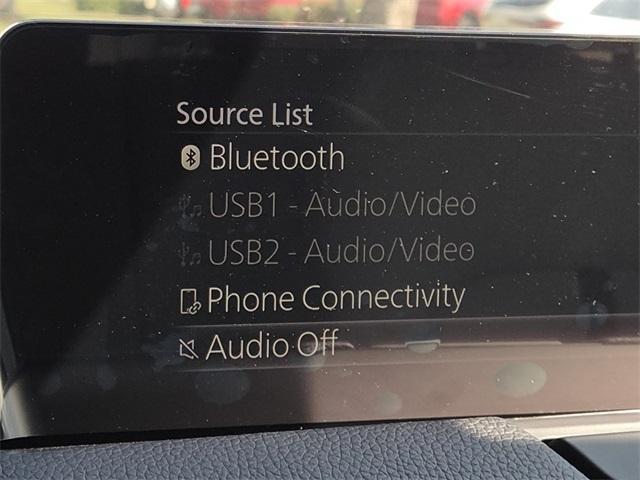 Source List
Bluetooth
USB1 - Audio/Video
USB2 - Audio/Video
Phone Connectivity
Audio Off